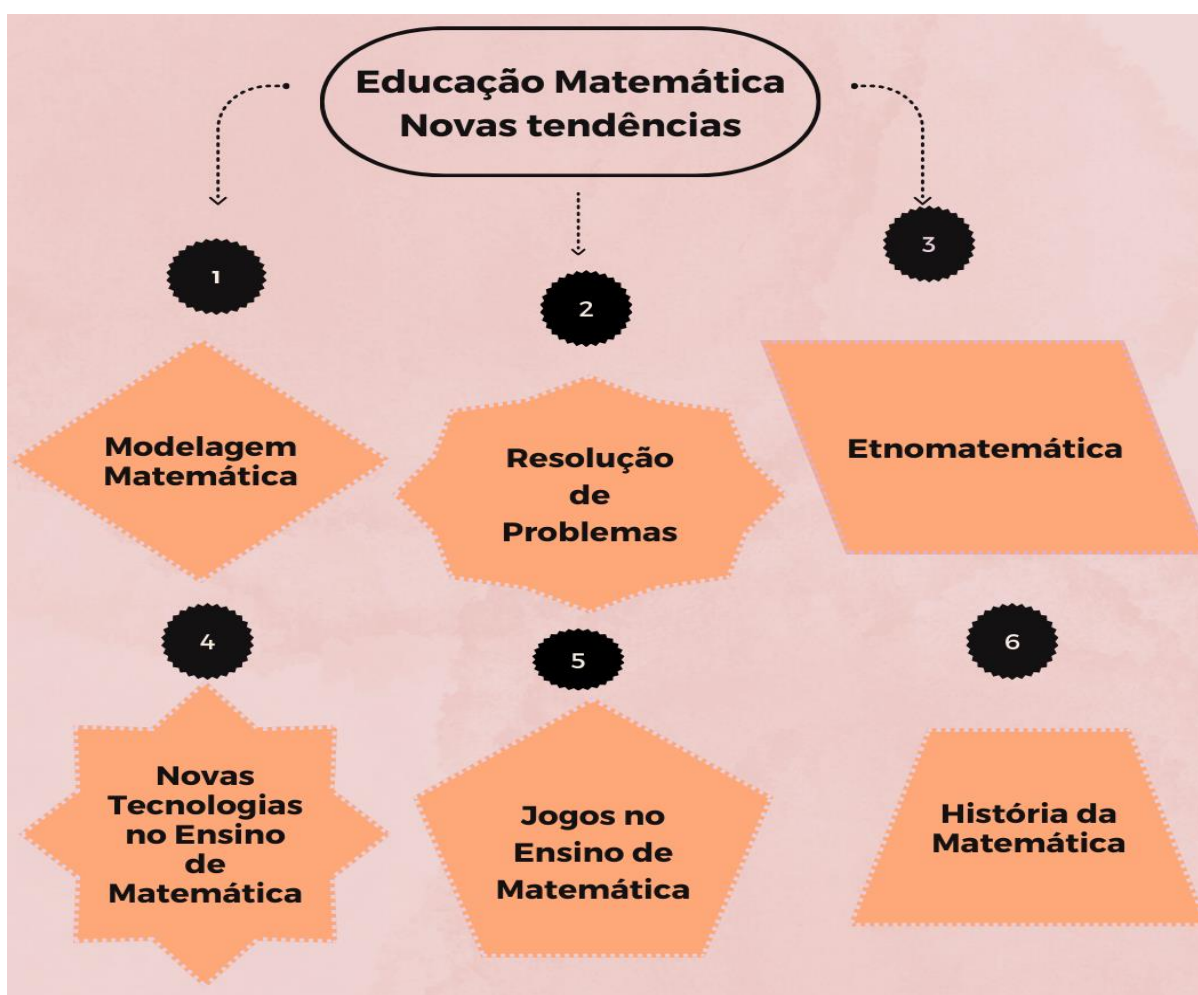 Educação Matemática
Novas tendências
1
2
3
Modelagem
Matemática
Resolução
de
Problemas
Etnomatemática
4
5
6
Novas
Tecnologias
no Ensino
de
Matemática
Jogos no
Ensino de
Matemática
História da
Matemática